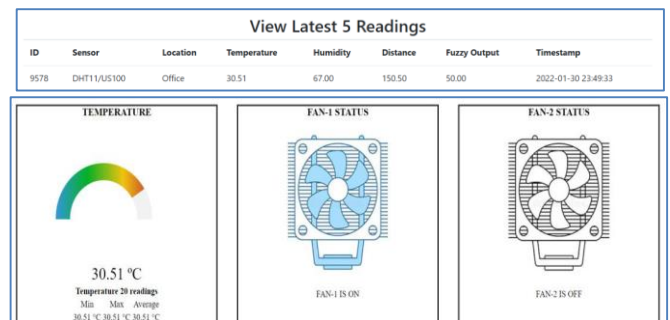 View Latest 5 Readings
ID Sensor Location Temperature Humidity Distance Fuzzy Output Timestamp
9578 DHT11/US100 Office 30.51 67.00 150.50 50.00 2022-01-30 23:49:33
TEMPERATURE
30.51 °C
Temperature 20 readings
Min Max Average
30.51 °C 30.51 °C 30.51 °C
FAN-1 STATUS
FAN-1 IS ON
FAN-2 STATUS
FAN-2 IS OFF